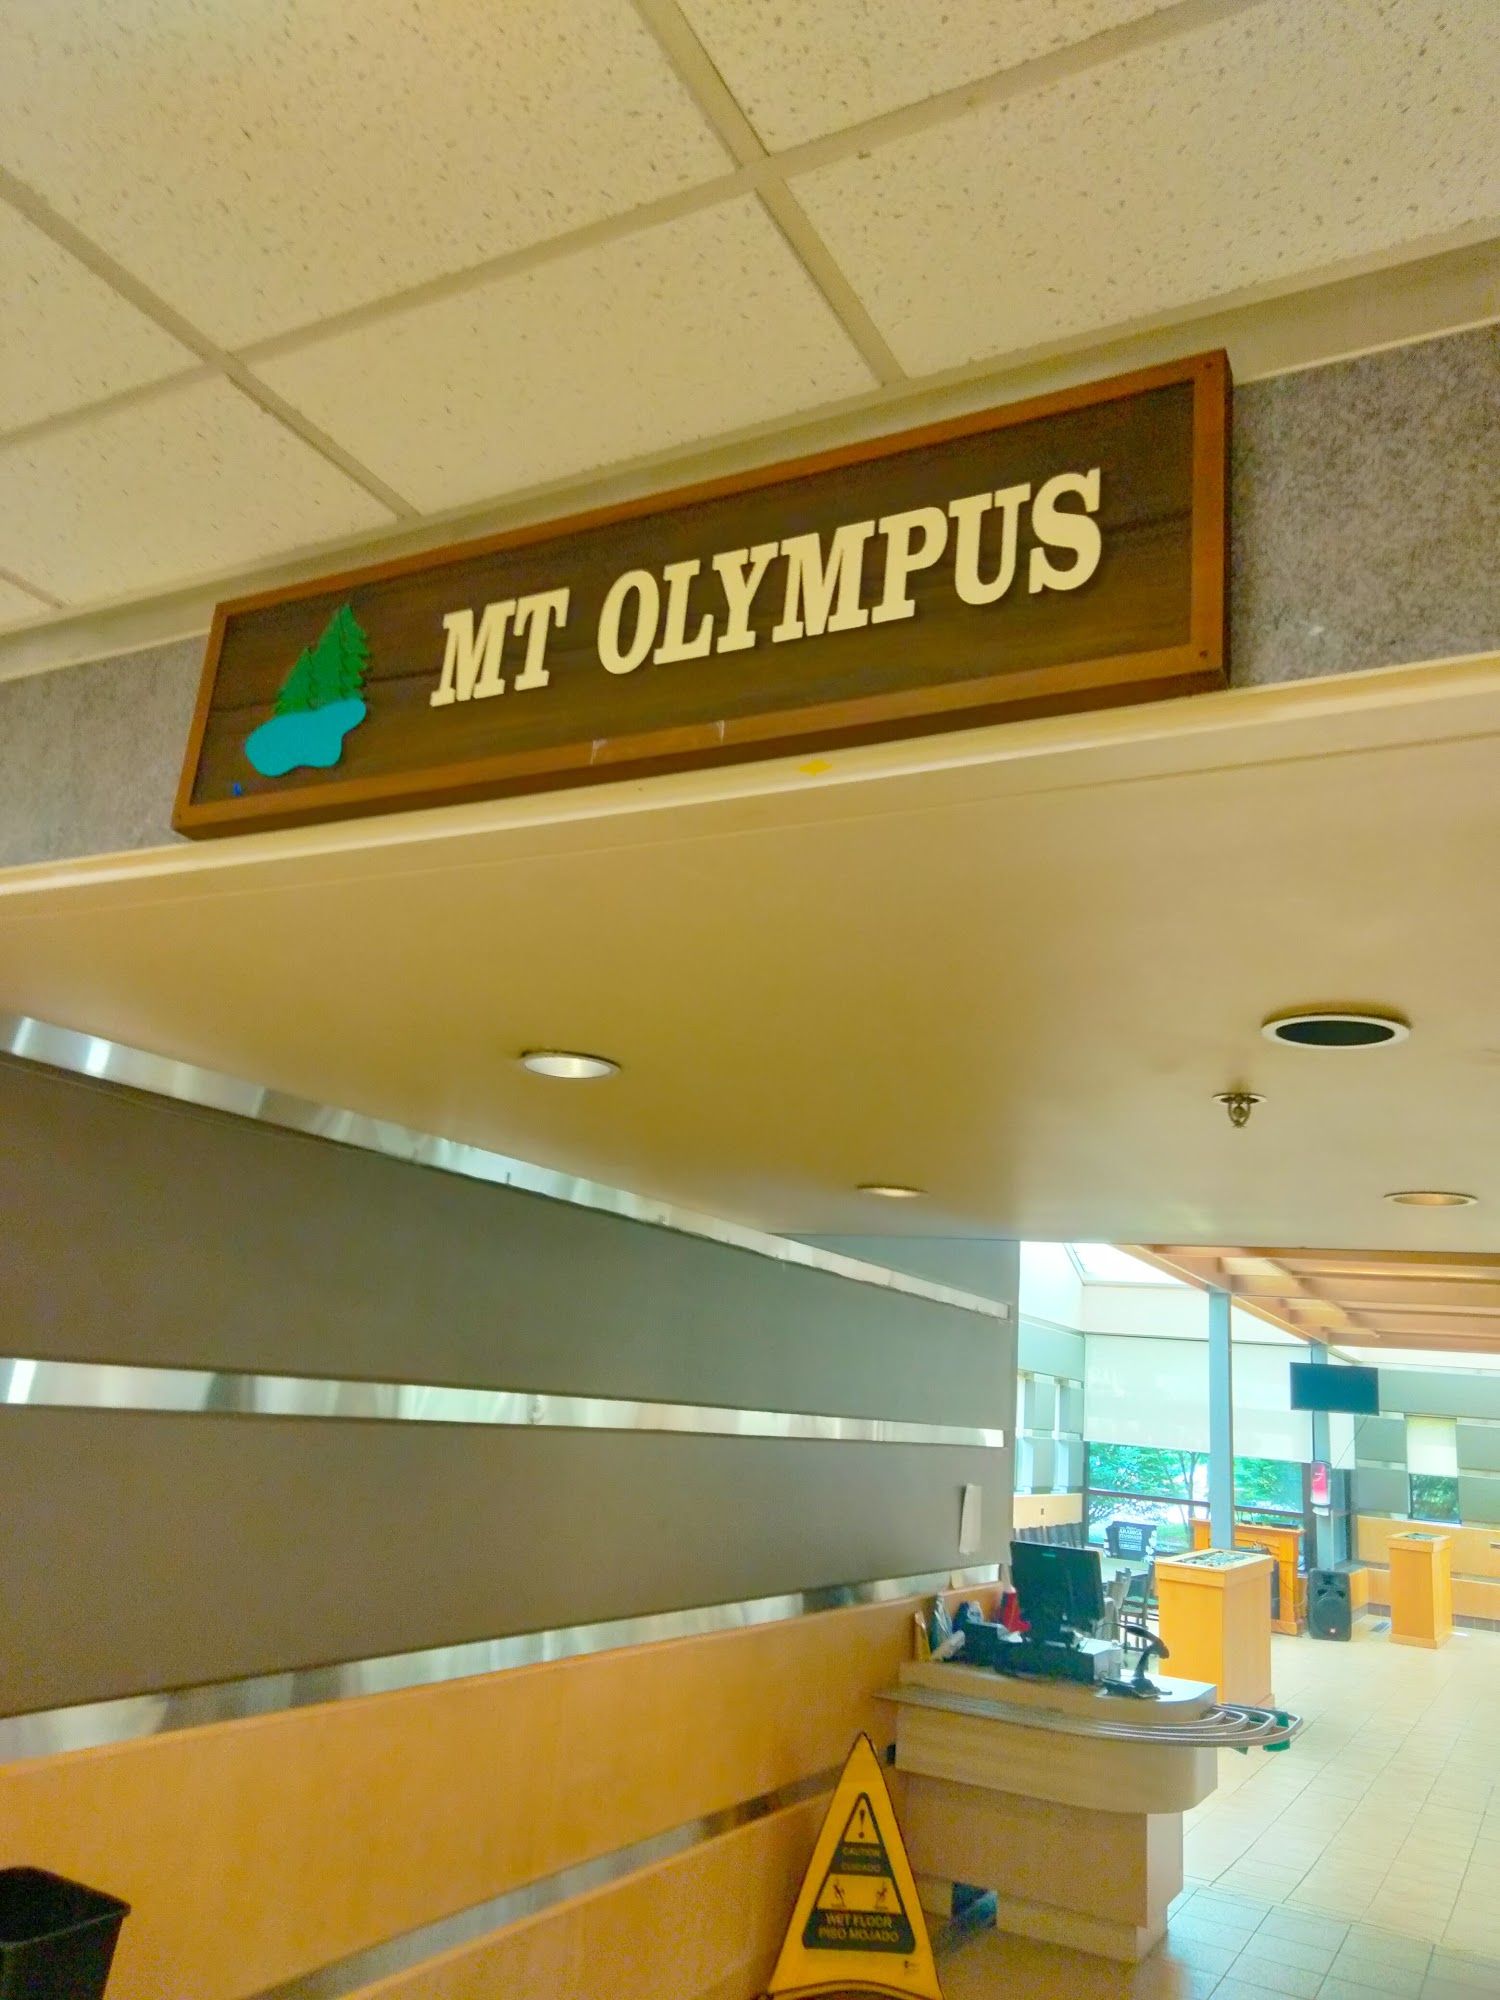 MT OLYMPUS
CAUTION
CUIDADO
WET FLOOR
PISO MOJADO